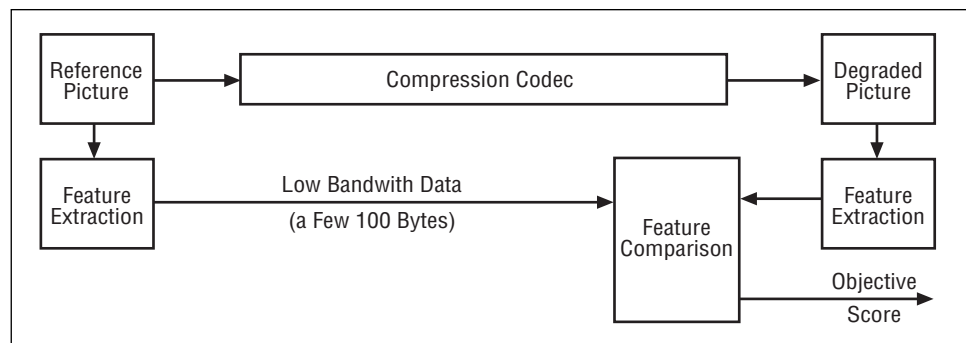 Reference
Picture
Compression Codec
Degraded
Picture
Feature
Extraction
Low Bandwith Data
(a Few 100 Bytes)
Feature
Comparison
Feature
Extraction
Objective
Score